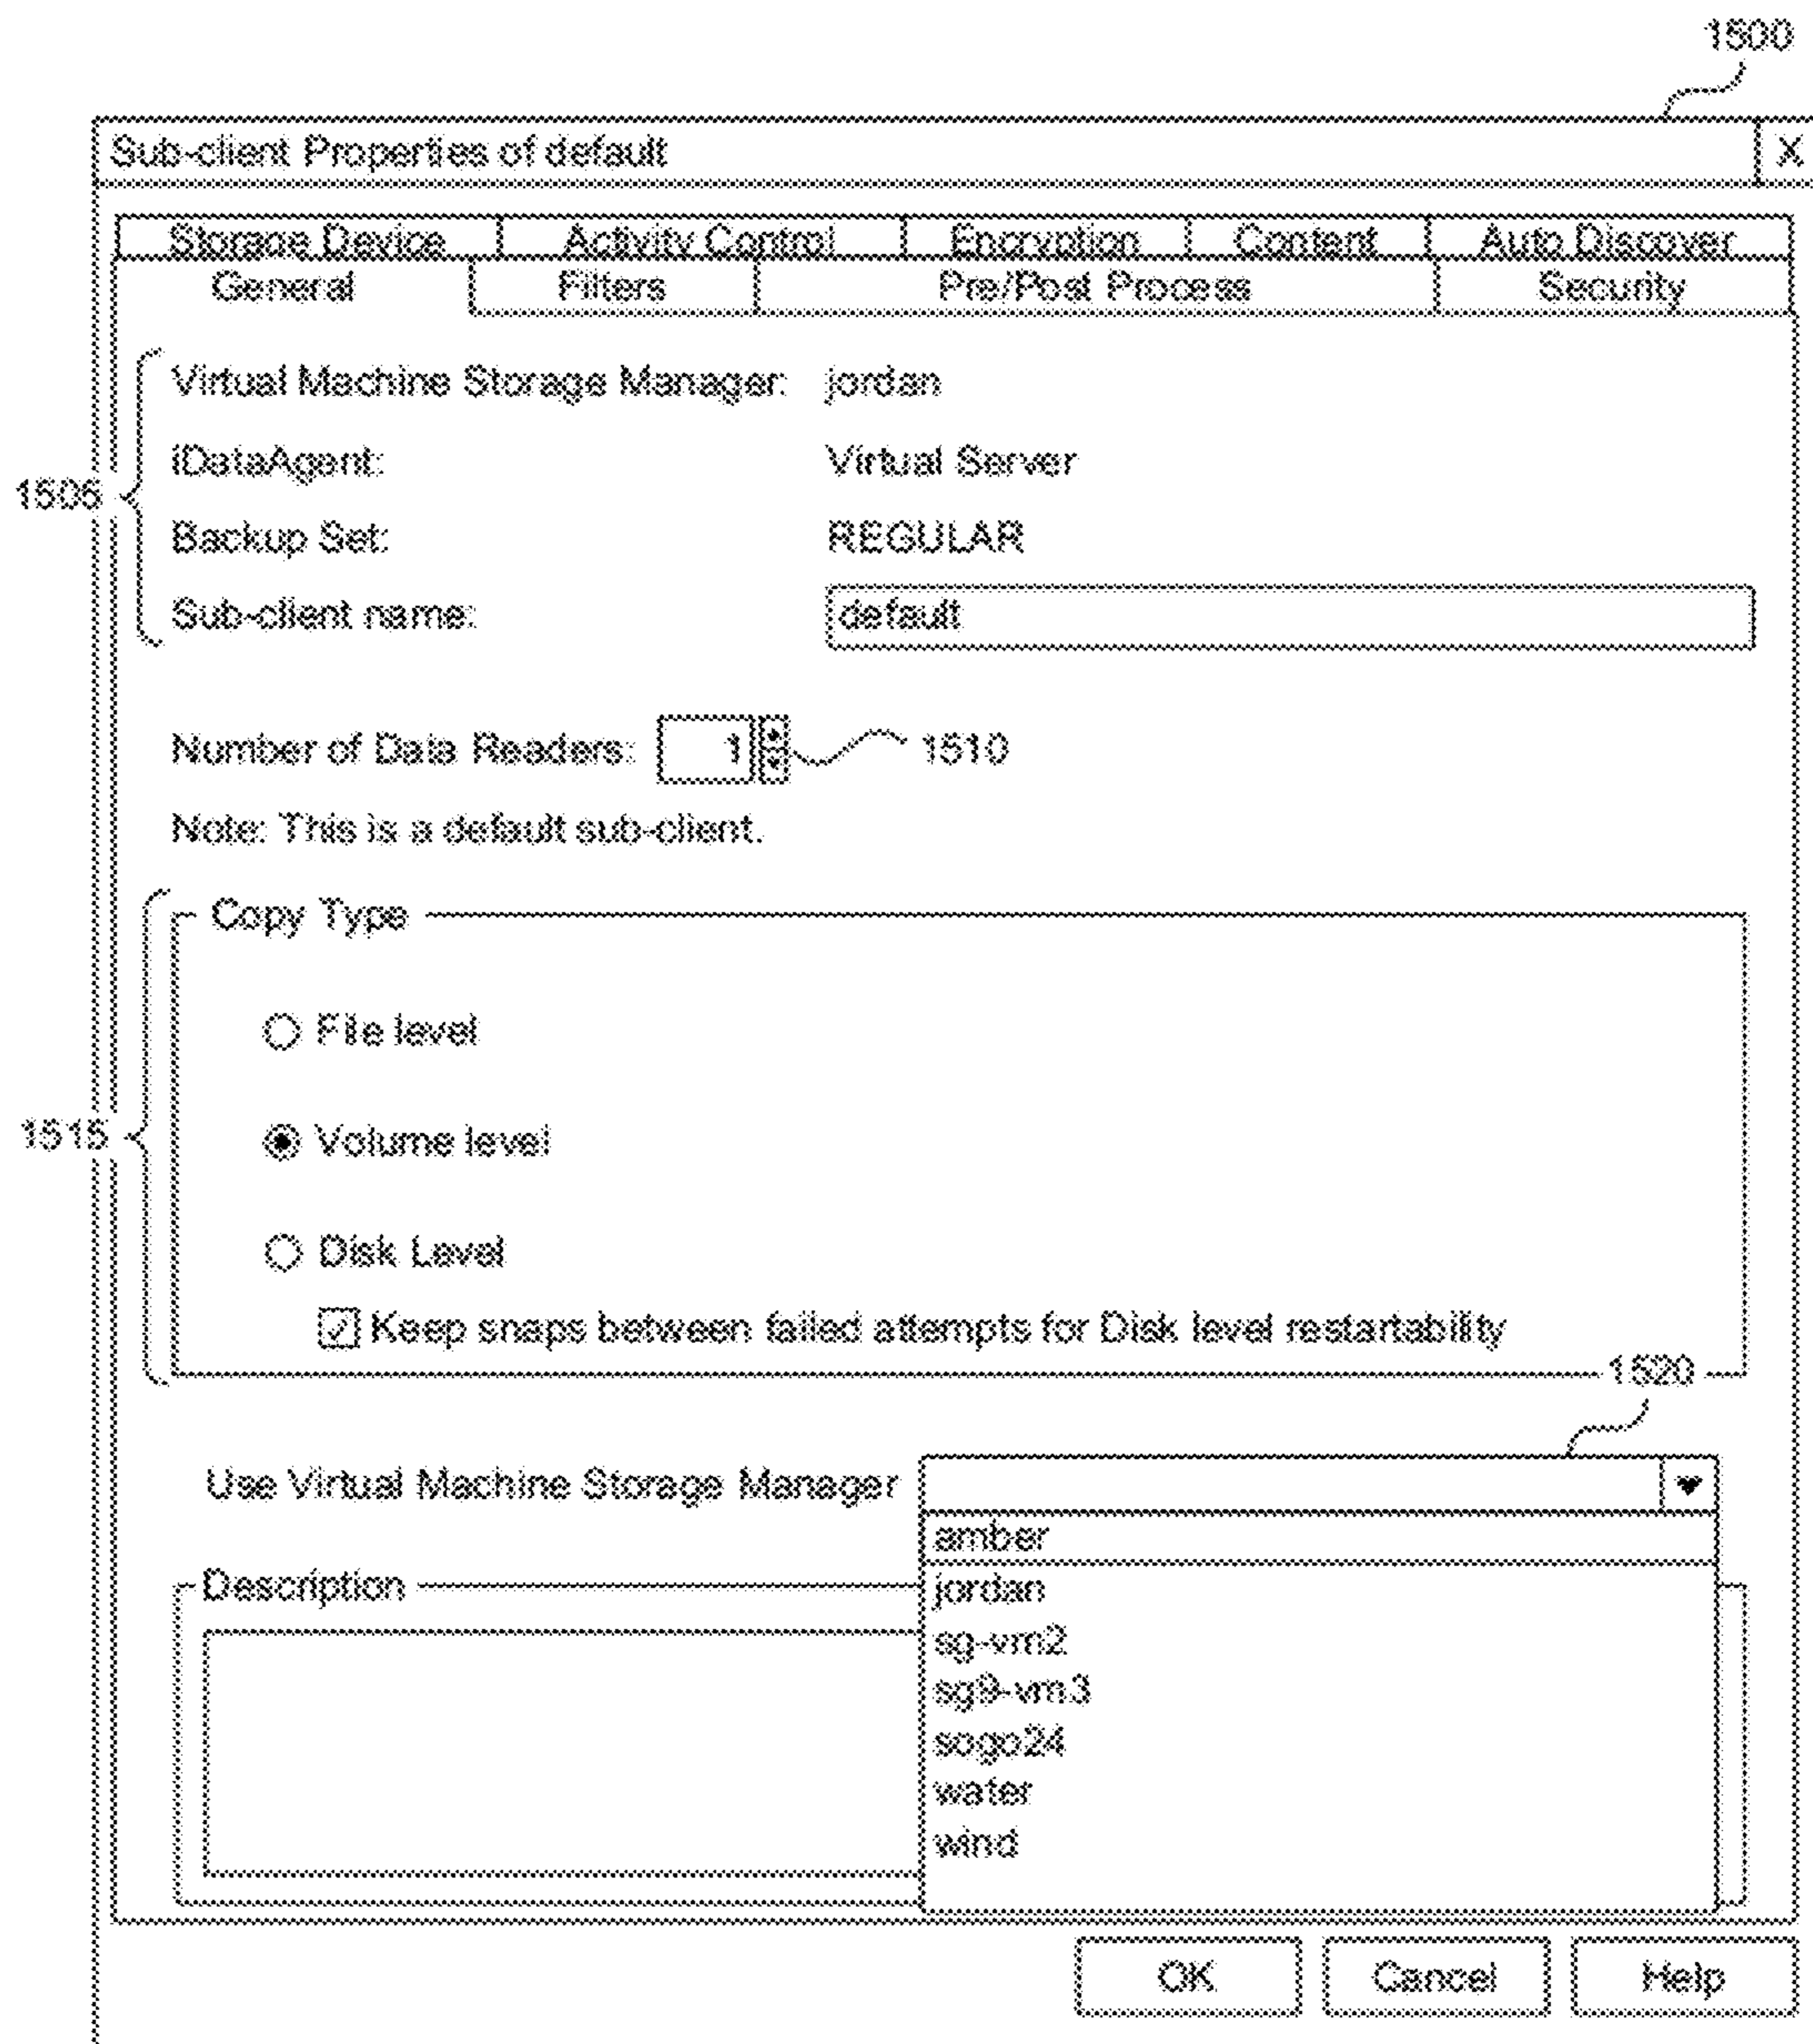 1500
Sub-client Properties of default X
Storage Device Activity Control Encryption Content Auto Discover
General Filters Pre/Post Process Security
Virtual Machine Storage Manager: jordan
iDataAgent: Virtual Server
1505
Backup Set: REGULAR
Sub-client name: default
Number of Data Readers: 1 1510
Note: This is a default sub-client.
Copy Type
File level
1515
Volume level
Disk Level
Keep snaps between failed attempts for Disk level restartability
1520
Use Virtual Machine Storage Manager
amber
Description
jordan
sg-vm2
sg9-vm3
sogo24
water
wind
OK Cancel Help